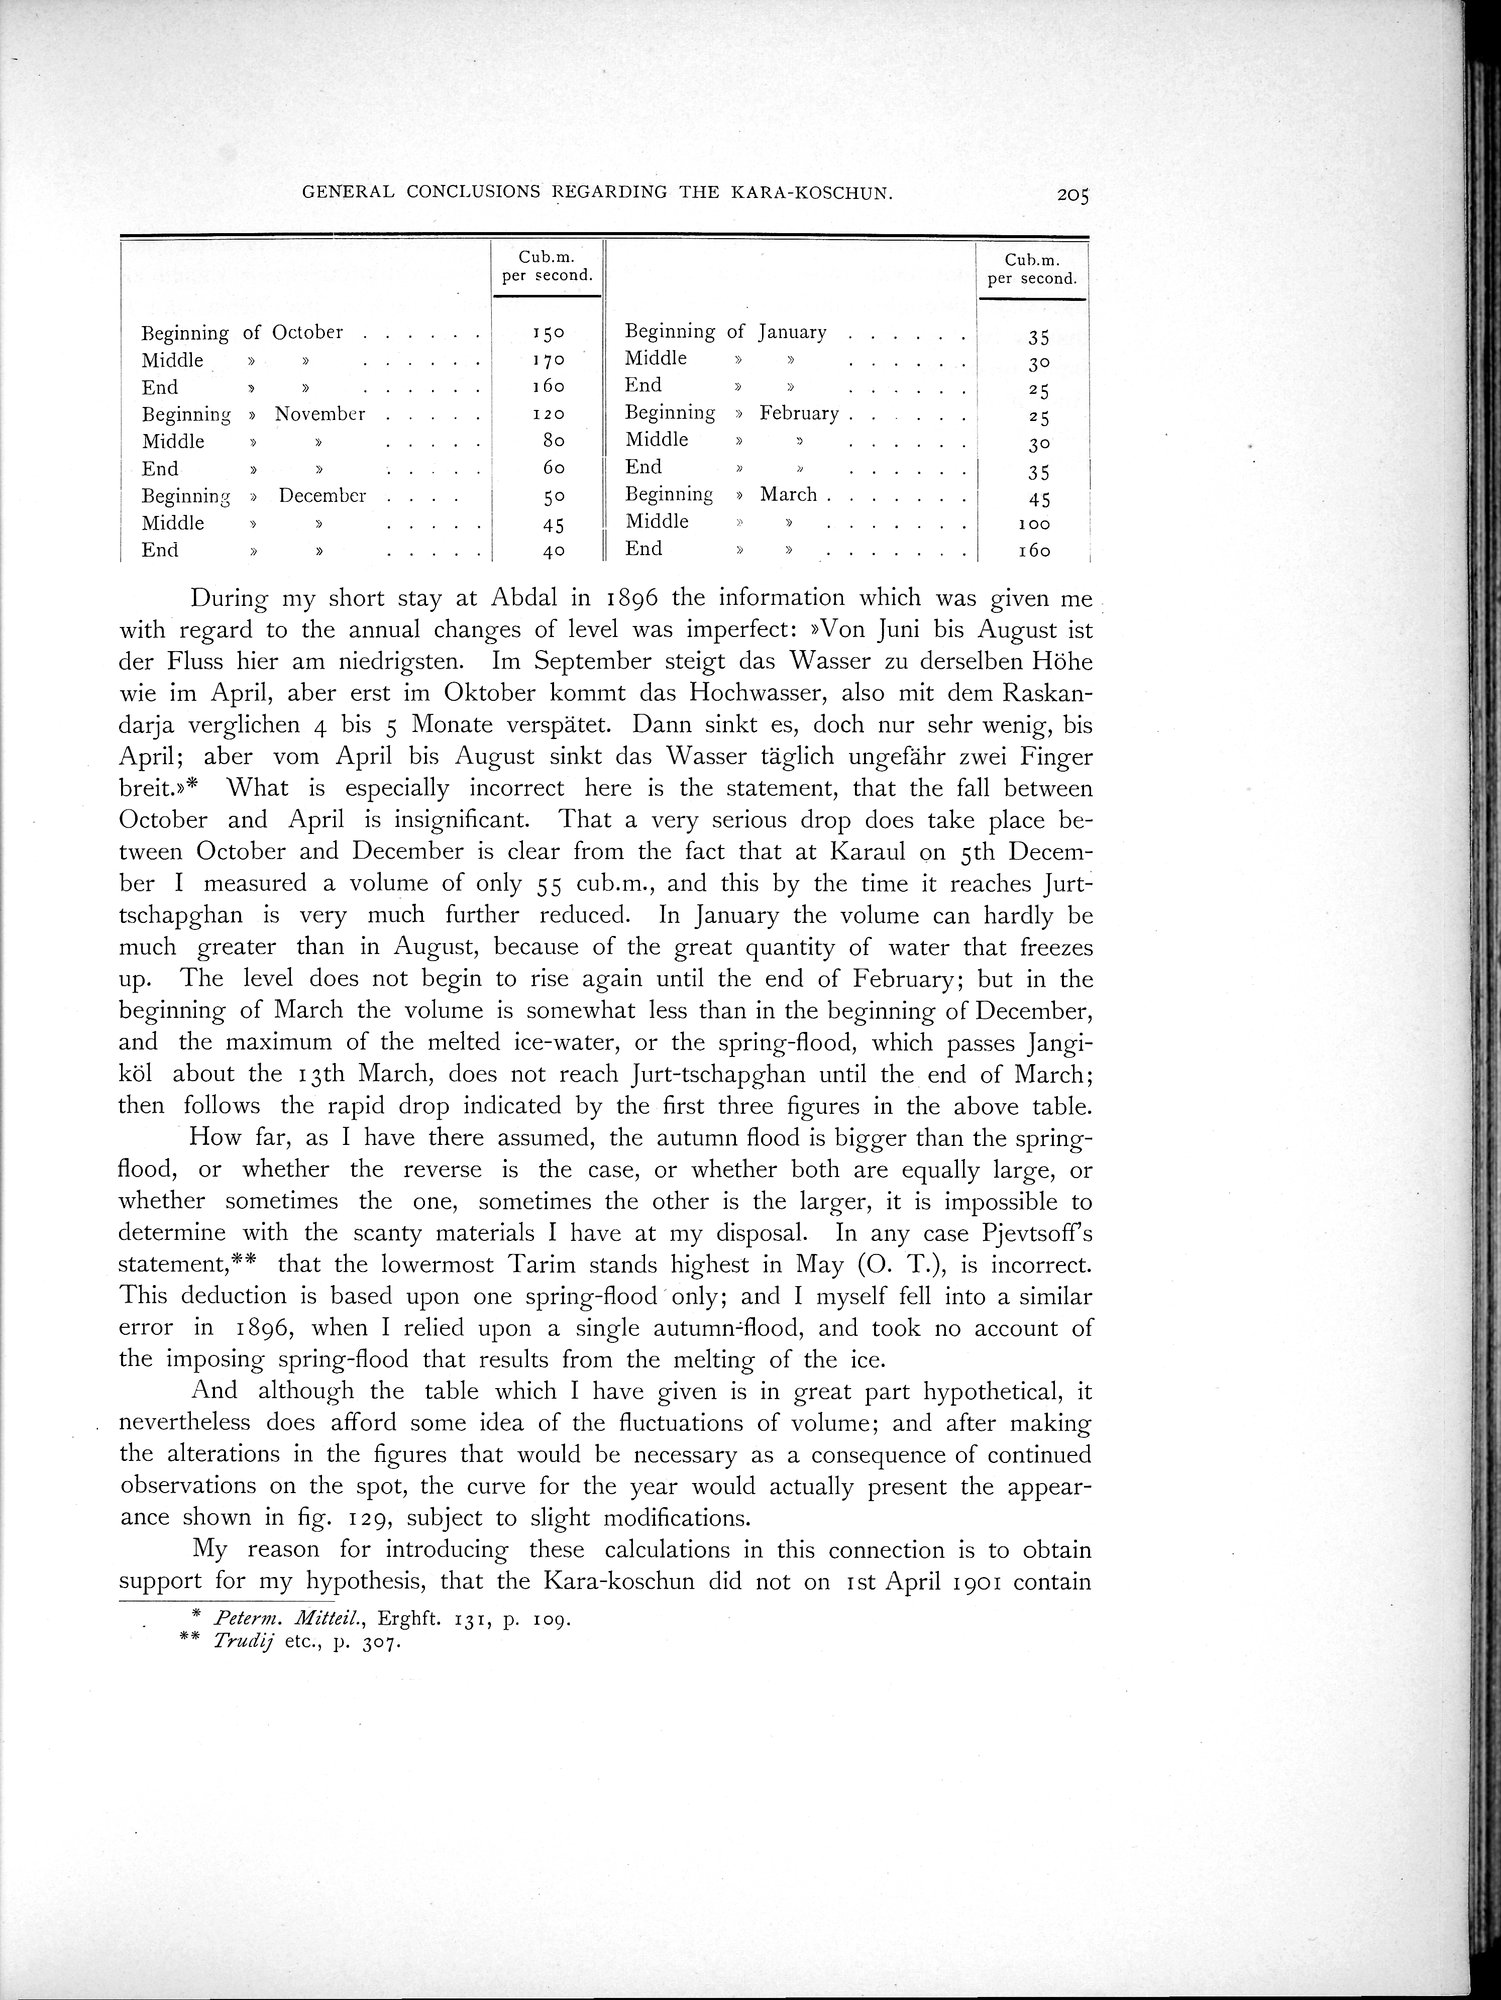 GENERAL CONCLUSIONS REGARDING THE KARA-KOSCHUN. 205
Cub.m. per second. Cub.m. per second.
Beginning of October . . . . . . 150 Beginning of January . . . . . . 35
Middle » » . . . . . . 170 Middle » » . . . . . . 30
End » » . . . . . . 160 End » » . . . . . . 25
Beginning » November . . . . . 120 Beginning » February . . . . . . 25
Middle » » . . . . . 80 Middle » » . . . . . . 30
End » » . . . . . 60 End » » . . . . . . 35
Beginning » December . . . . 50 Beginning » March . . . . . . . 45
Middle » » . . . . . 45 Middle » » . . . . . . . 100
End » » . . . . . 40 End » » . . . . . . . 160
During my short stay at Abdal in 1896 the information which was given me
with regard to the annual changes of level was imperfect: »Von Juni bis August ist
der Fluss hier am niedrigsten. Im September steigt das Wasser zu derselben Höhe
wie im April, aber erst im Oktober kommt das Hochwasser, also mit dem Raskan-
darja verglichen 4 bis 5 Monate verspätet. Dann sinkt es, doch nur sehr wenig, bis
April; aber vom April bis August sinkt das Wasser täglich ungefähr zwei Finger
breit.»* What is especially incorrect here is the statement, that the fall between
October and April is insignificant. That a very serious drop does take place be-
tween October and December is clear from the fact that at Karaul on 5th Decem-
ber I measured a volume of only 55 cub.m., and this by the time it reaches Jurt-
tschapghan is very much further reduced. In January the volume can hardly be
much greater than in August, because of the great quantity of water that freezes
up. The level does not begin to rise again until the end of February; but in the
beginning of March the volume is somewhat less than in the beginning of December,
and the maximum of the melted ice-water, or the spring-flood, which passes Jangi-
köl about the 13th March, does not reach Jurt-tschapghan until the end of March;
then follows the rapid drop indicated by the first three figures in the above table.
How far, as I have there assumed, the autumn flood is bigger than the spring-
flood, or whether the reverse is the case, or whether both are equally large, or
whether sometimes the one, sometimes the other is the larger, it is impossible to
determine with the scanty materials I have at my disposal. In any case Pjevtsoff's
statement,** that the lowermost Tarim stands highest in May (O. T.), is incorrect.
This deduction is based upon one spring-flood only; and I myself fell into a similar
error in 1896, when I relied upon a single autumn-flood, and took no account of
the imposing spring-flood that results from the melting of the ice.
And although the table which I have given is in great part hypothetical, it
nevertheless does afford some idea of the fluctuations of volume; and after making
the alterations in the figures that would be necessary as a consequence of continued
observations on the spot, the curve for the year would actually present the appear-
ance shown in fig. 129, subject to slight modifications.
My reason for introducing these calculations in this connection is to obtain
support for my hypothesis, that the Kara-koschun did not on 1st April 1901 contain
* Peterm. Mitteil., Erghft. 131, p. 109.
** Trudij etc., p. 307.